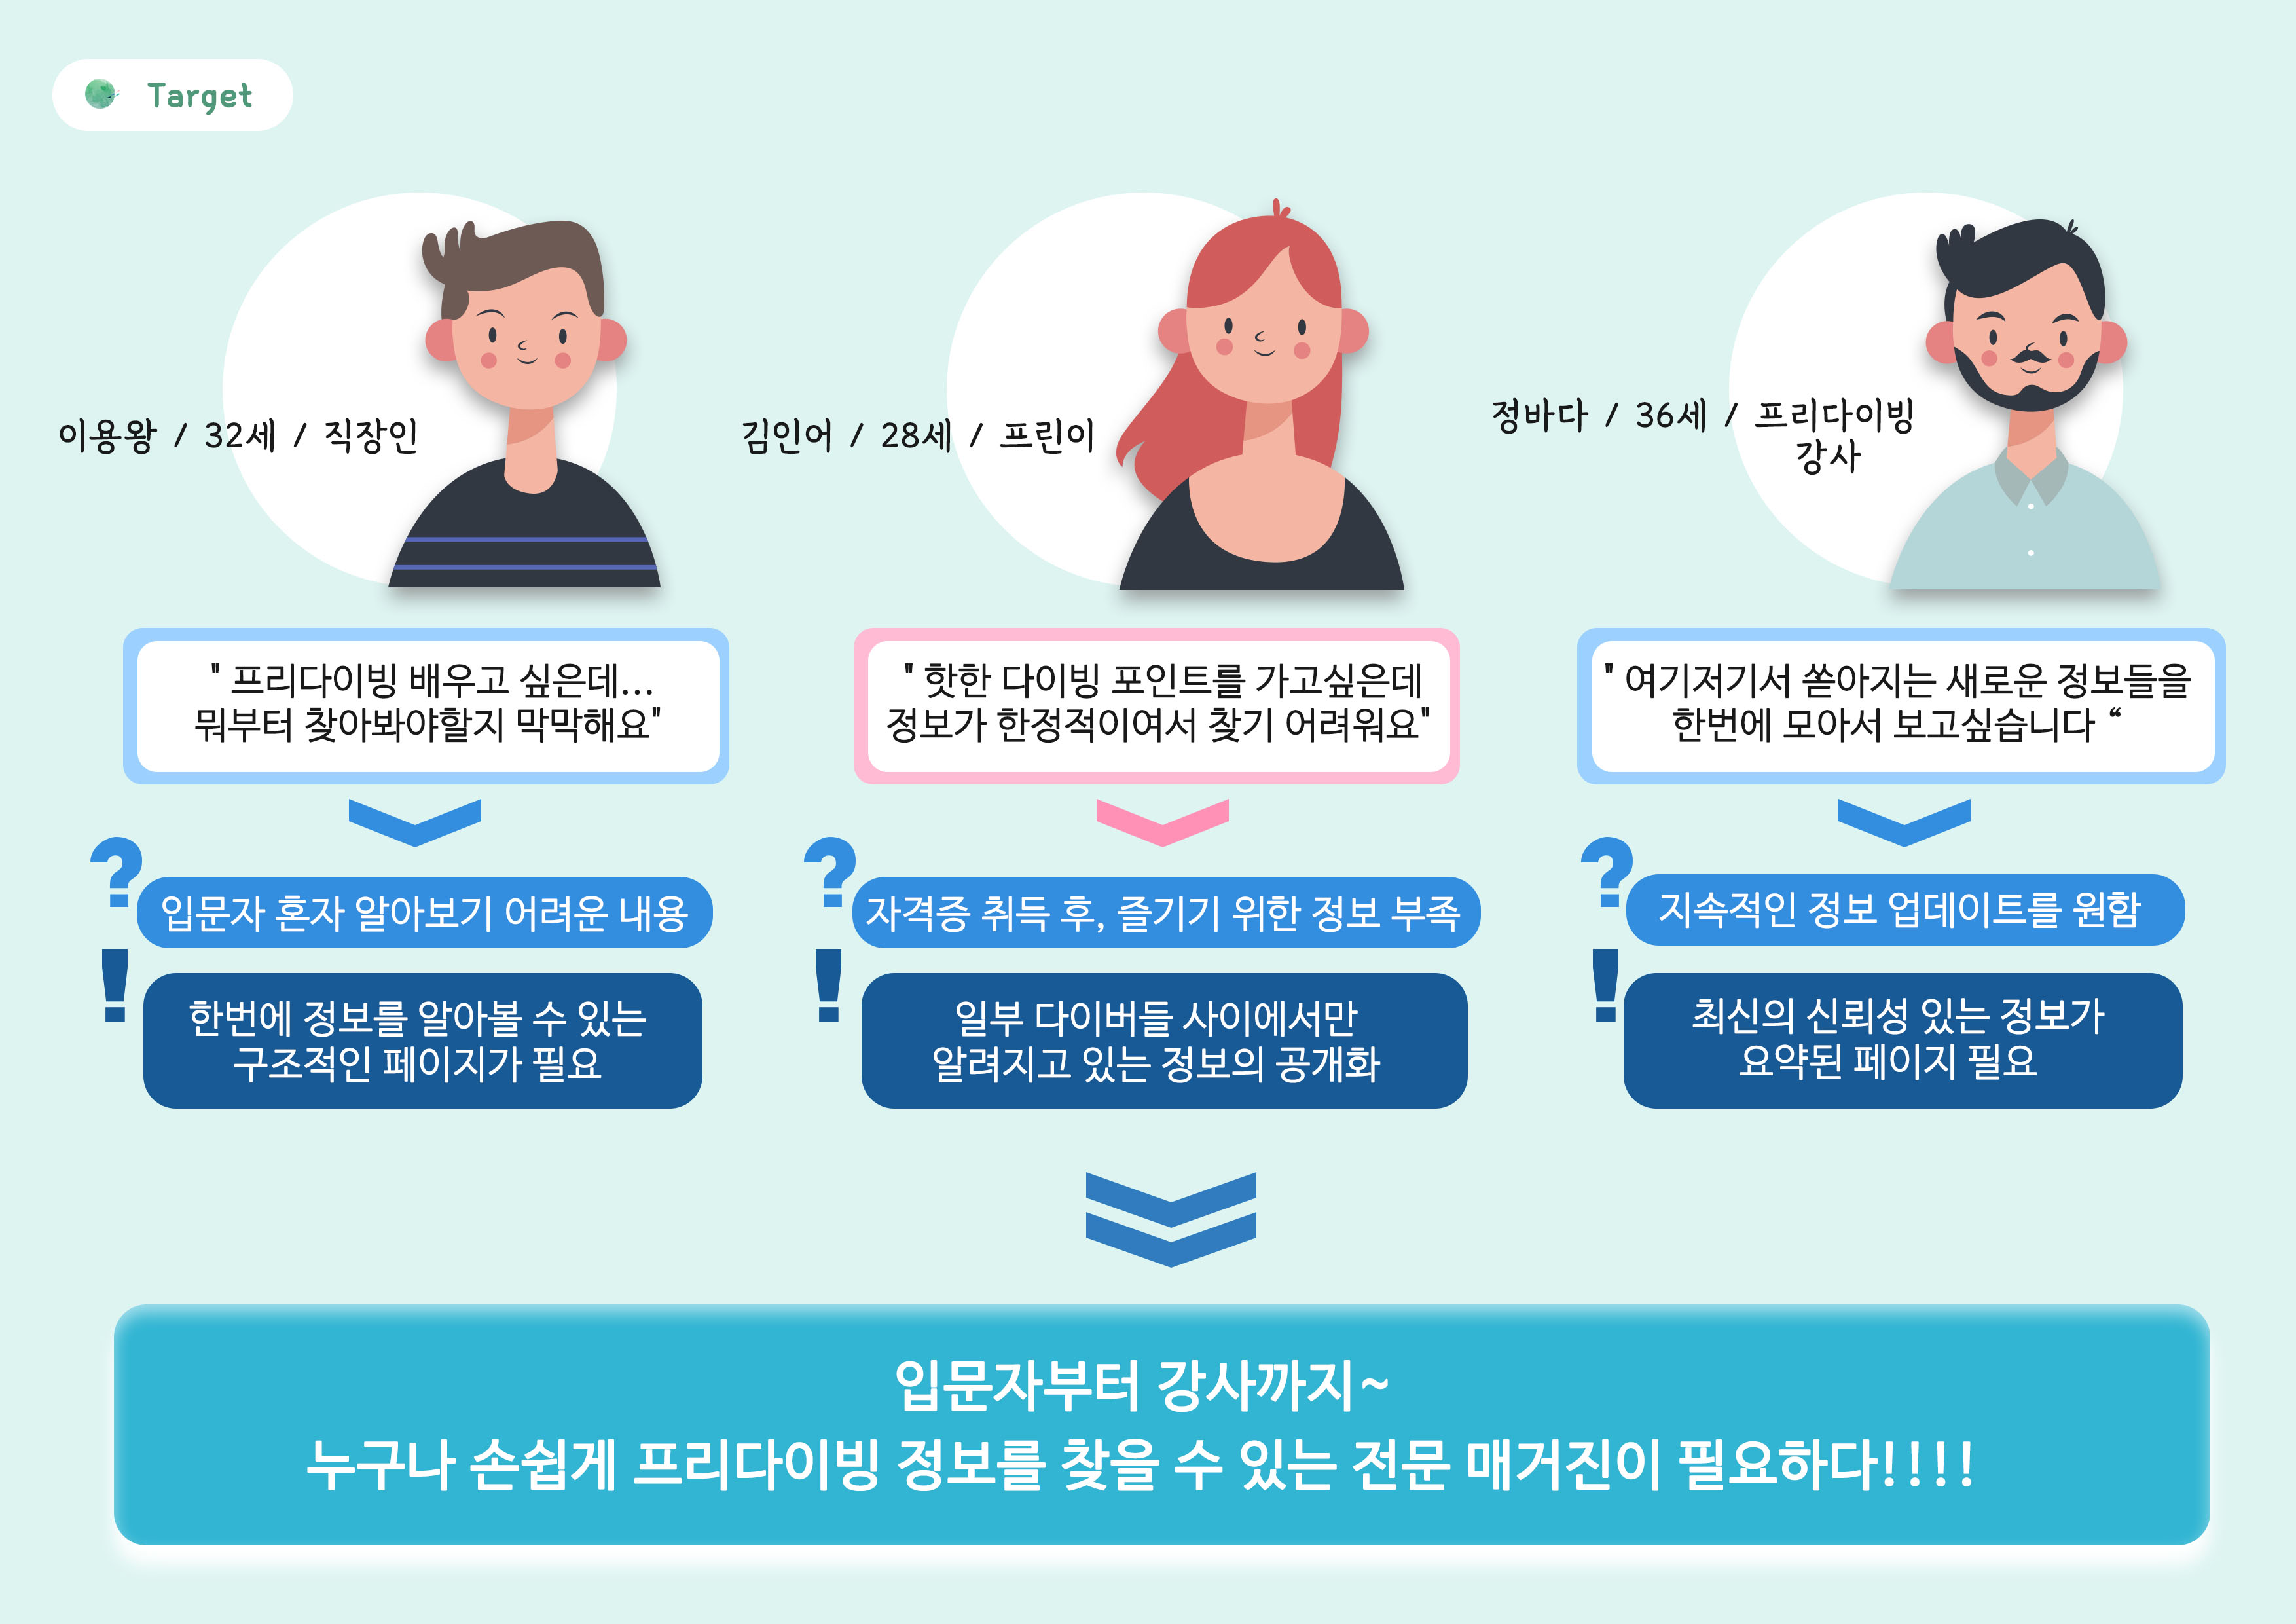 Target
이용왕 / 32세 / 직장인
" 프리다이빙 배우고 싶은데...
뭐부터 찾아봐야할지 막막해요"
?
입문자 혼자 알아보기 어려운 내용
!
한번에 정보를 알아볼 수 있는
구조적인 페이지가 필요
김인어 / 28세 / 프린이
" 핫한 다이빙 포인트를 가고싶은데
정보가 한정적이여서 찾기 어려워요"
?
자격증 취득 후, 즐기기 위한 정보 부족
!
일부 다이버들 사이에서만
알려지고 있는 정보의 공개화
정바다 / 36세 / 프리다이빙
강사
" 여기저기서 쏟아지는 새로운 정보들을
한번에 모아서 보고싶습니다 “
?
지속적인 정보 업데이트를 원함
!
최신의 신뢰성 있는 정보가
요약된 페이지 필요
입문자부터 강사까지~
누구나 손쉽게 프리다이빙 정보를 찾을 수 있는 전문 매거진이 필요하다!!!!